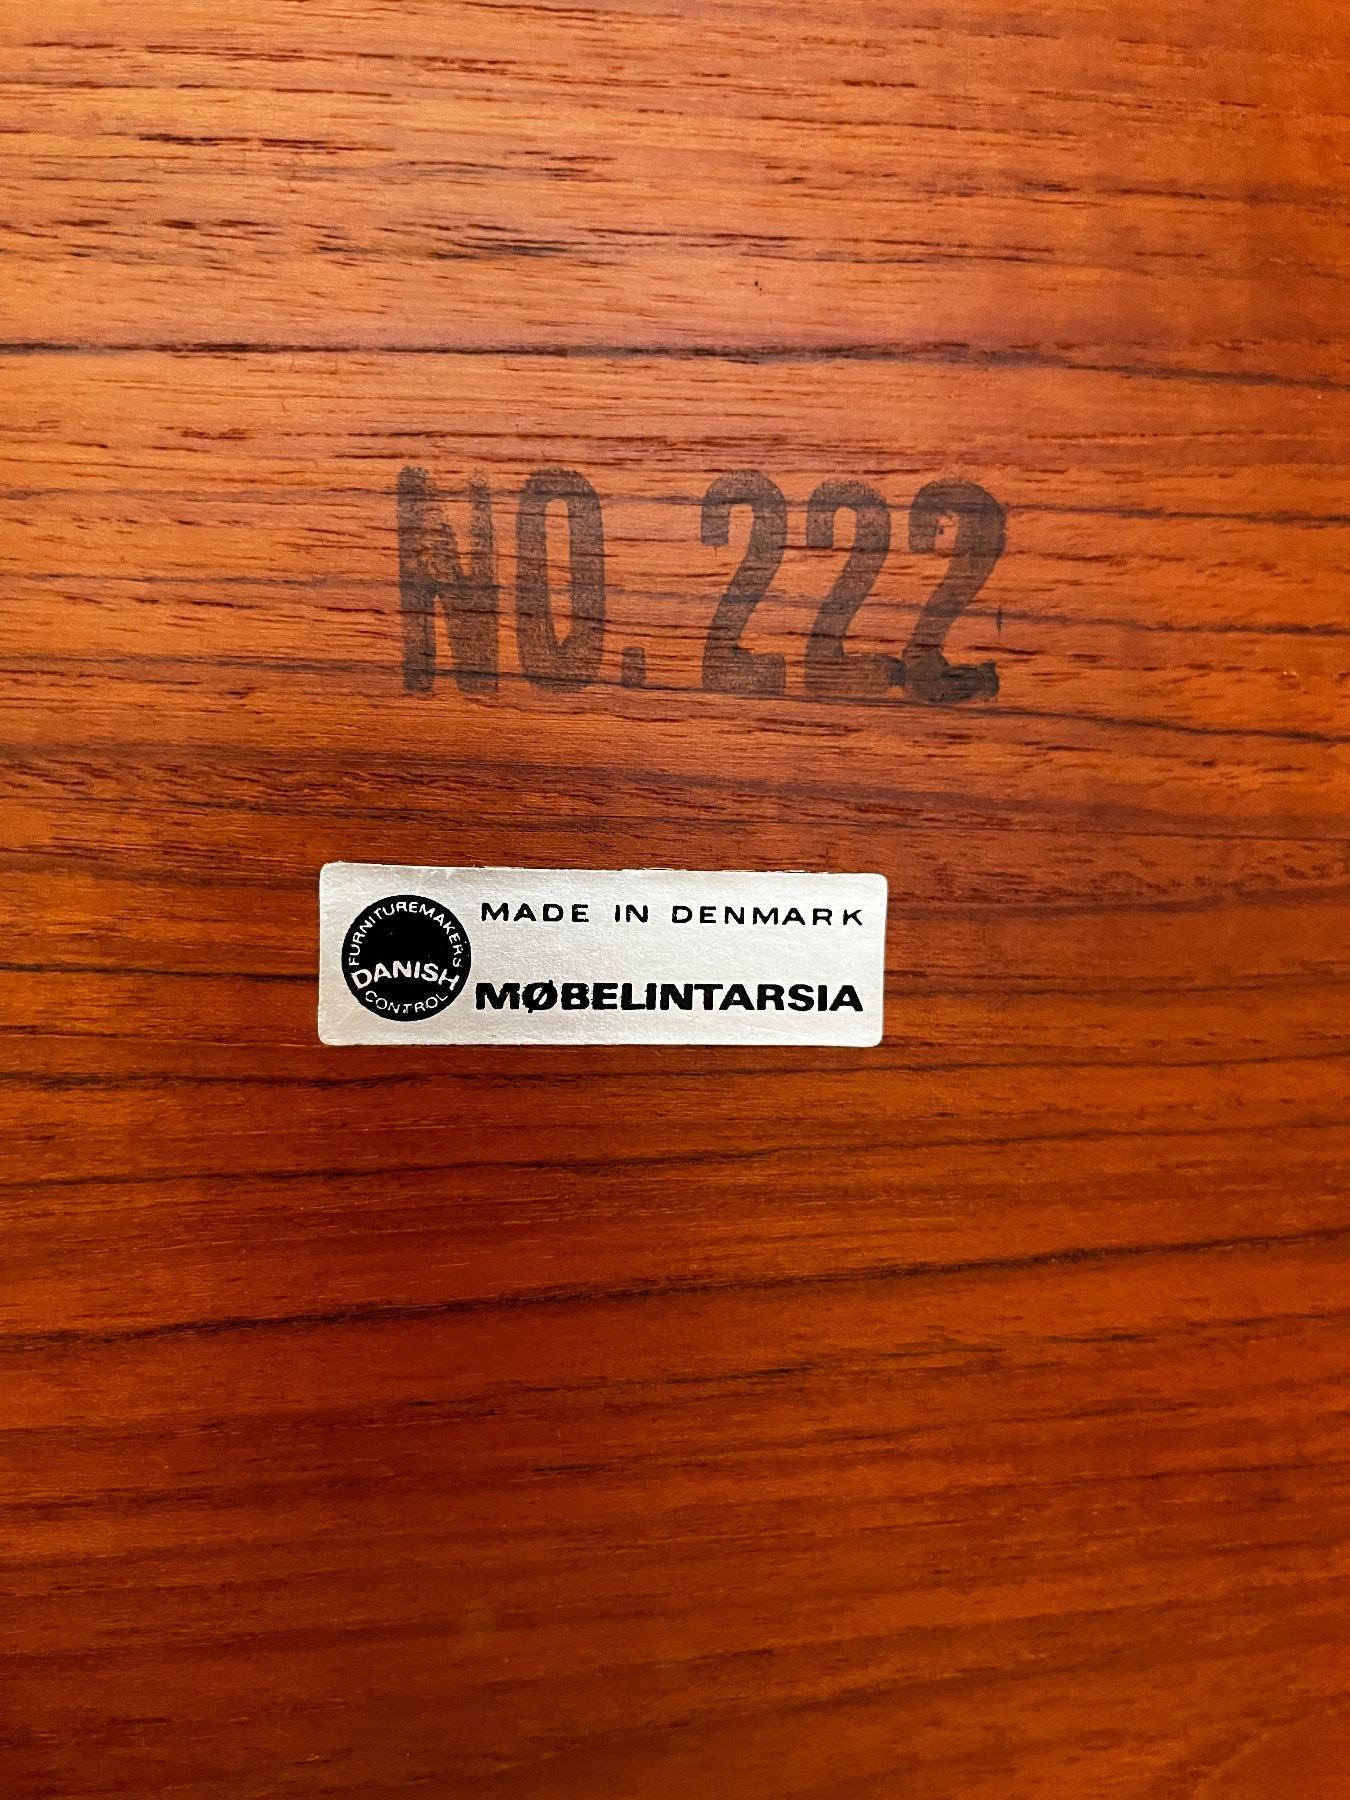 NO. 222
FURNITUREMAKERS
DANISH
CONTROL
MADE IN DENMARK
MØBELINTARSIA